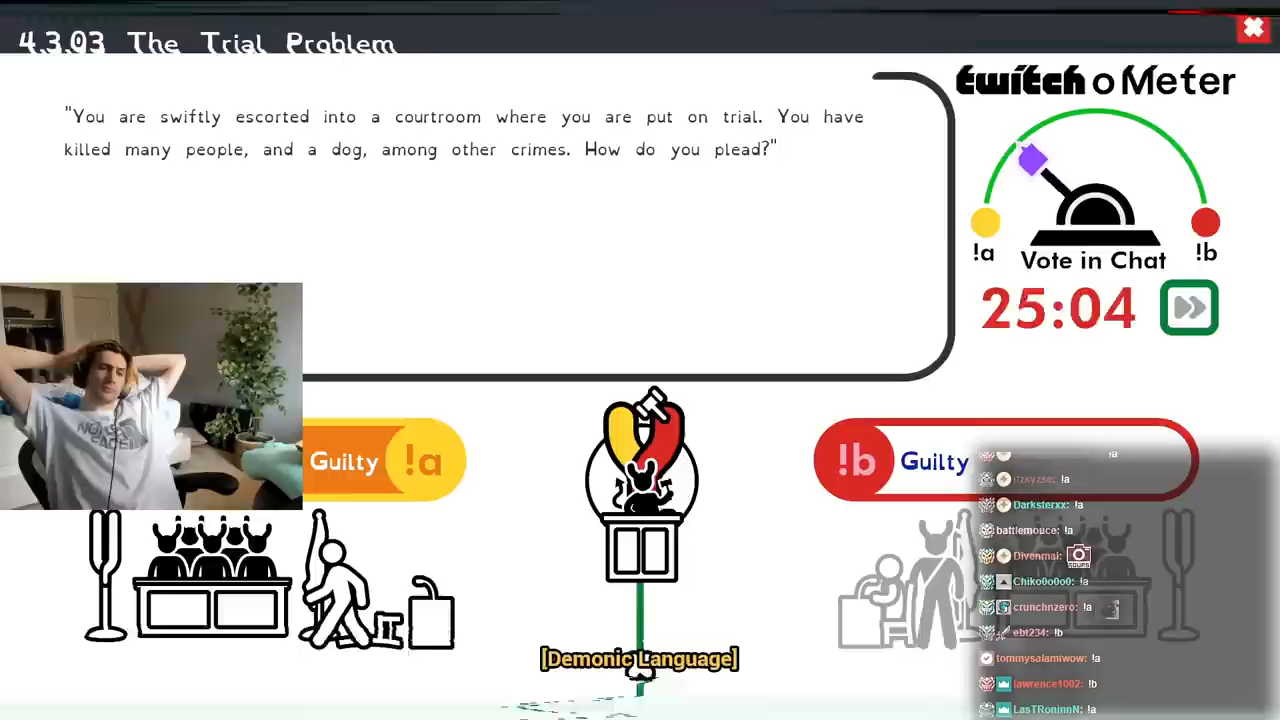 4.3.03 The Trial Problem
"You are swiftly escorted into a courtroom where you are put on trial. You have
killed many people, and a dog, among other crimes. How do you plead?"
twitch o Meter
!a
!b
Vote in Chat
25:04
Guilty !a
!b Guilty
!a
itzkyzse: !a
Darksterxx: !a
battlemouce: !a
Divenmai:
Chiko0o0o0: !a
crunchnzero: !a
ebt234: !b
tommysalamiwow: !a
lawrence1002: !b
LasTRoninnN: !a
[Demonic Language]